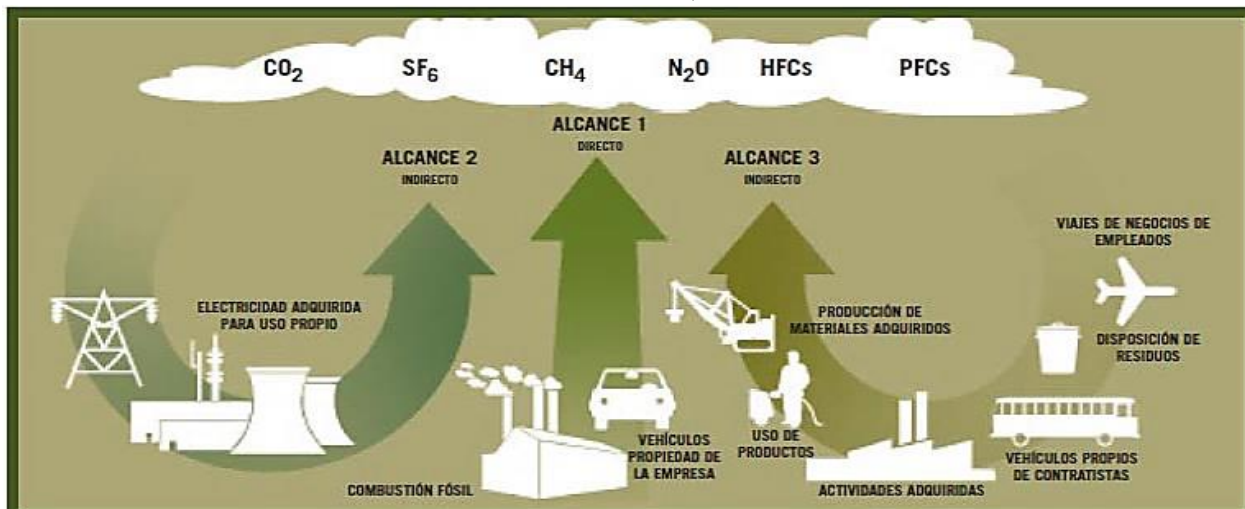 CO2 SF6 CH4 N2O HFCs PFCs
ALCANCE 1
DIRECTO
ALCANCE 2
INDIRECTO
ALCANCE 3
INDIRECTO
VIAJES DE NEGOCIOS DE
EMPLEADOS
ELECTRICIDAD ADQUIRIDA
PARA USO PROPIO
PRODUCCIÓN DE
MATERIALES ADQUIRIDOS
DISPOSICIÓN DE
RESIDUOS
COMBUSTIÓN FÓSIL
VEHÍCULOS
PROPIEDAD DE
LA EMPRESA
USO DE
PRODUCTOS
ACTIVIDADES ADQUIRIDAS
VEHÍCULOS PROPIOS
DE CONTRATISTAS